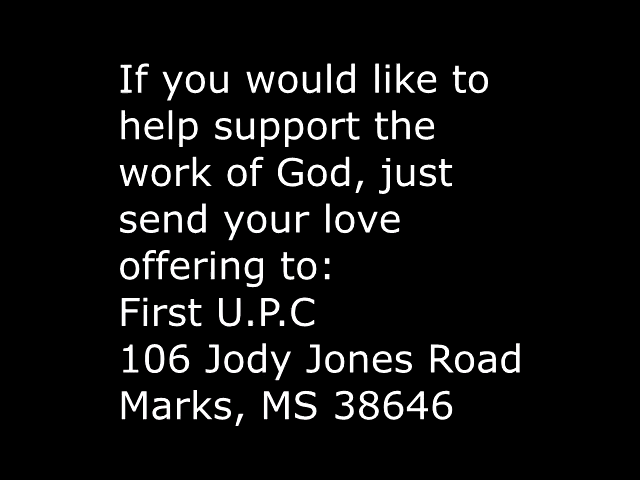 If you would like to
help support the
work of God, just
send your love
offering to:
First U.P.C
106 Jody Jones Road
Marks, MS 38646